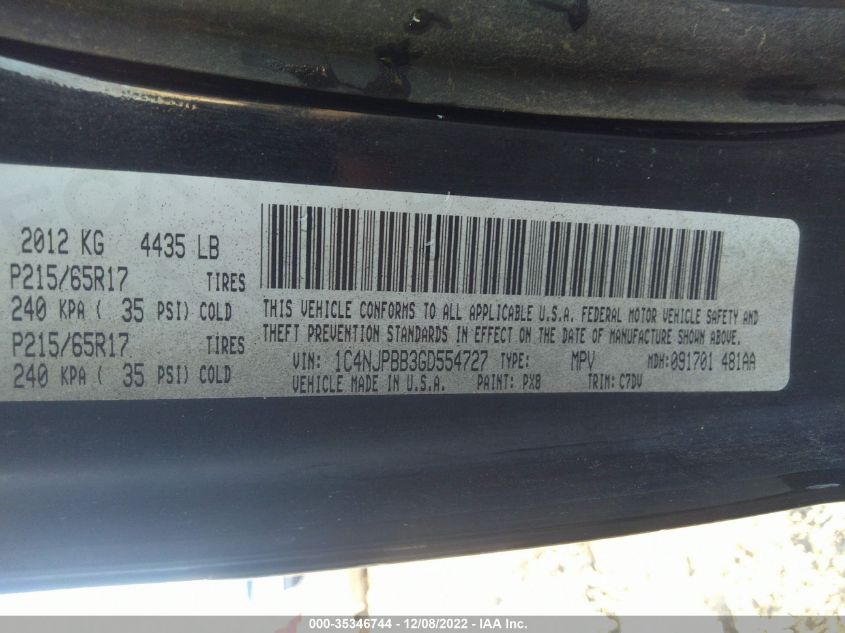 2012 KG 4435 LB
P215/65R17 TIRES
240 KPA ( 35 PSI) COLD
P215/65R17 TIRES
240 KPA ( 35 PSI) COLD
THIS VEHICLE CONFORMS TO ALL APPLICABLE U.S.A. FEDERAL MOTOR VEHICLE SAFETY AND
THEFT PREVENTION STANDARDS IN EFFECT ON THE DATE OF MANUFACTURE SHOWN ABOVE.
VIN: 1C4NJPBB3GD554727 TYPE: MPV MDH:091701 481AA
VEHICLE MADE IN U.S.A. PAINT: PX8 TRIM: C7DV
000-35346744 - 12/08/2022 - IAA Inc.